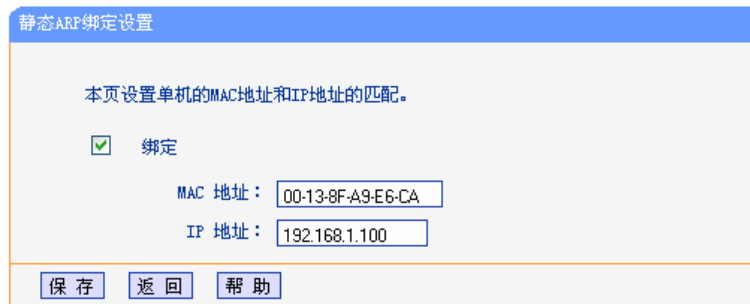 静态ARP绑定设置
本页设置单机的MAC地址和IP地址的匹配。
绑定
MAC 地址： 00-13-8F-A9-E6-CA
IP 地址： 192.168.1.100
保 存 返 回 帮 助